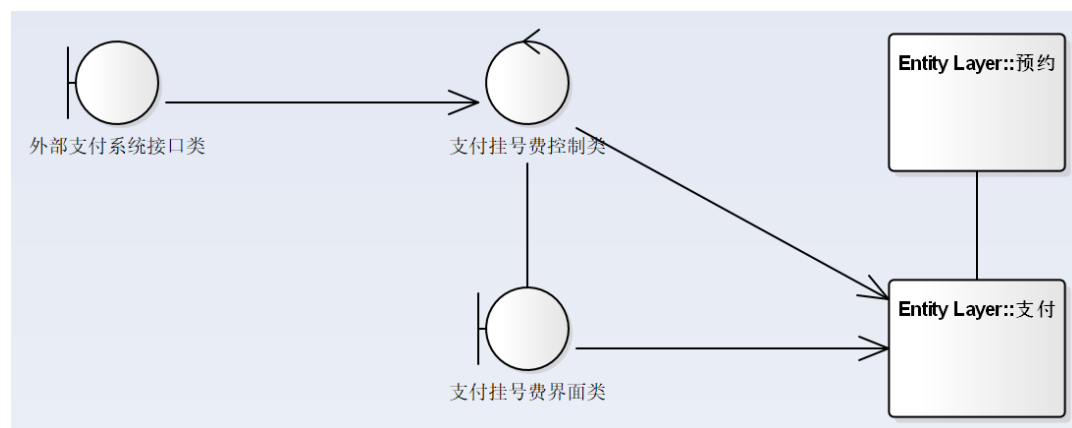 Entity Layer::预约
外部支付系统接口类
支付挂号费控制类
Entity Layer::支付
支付挂号费界面类